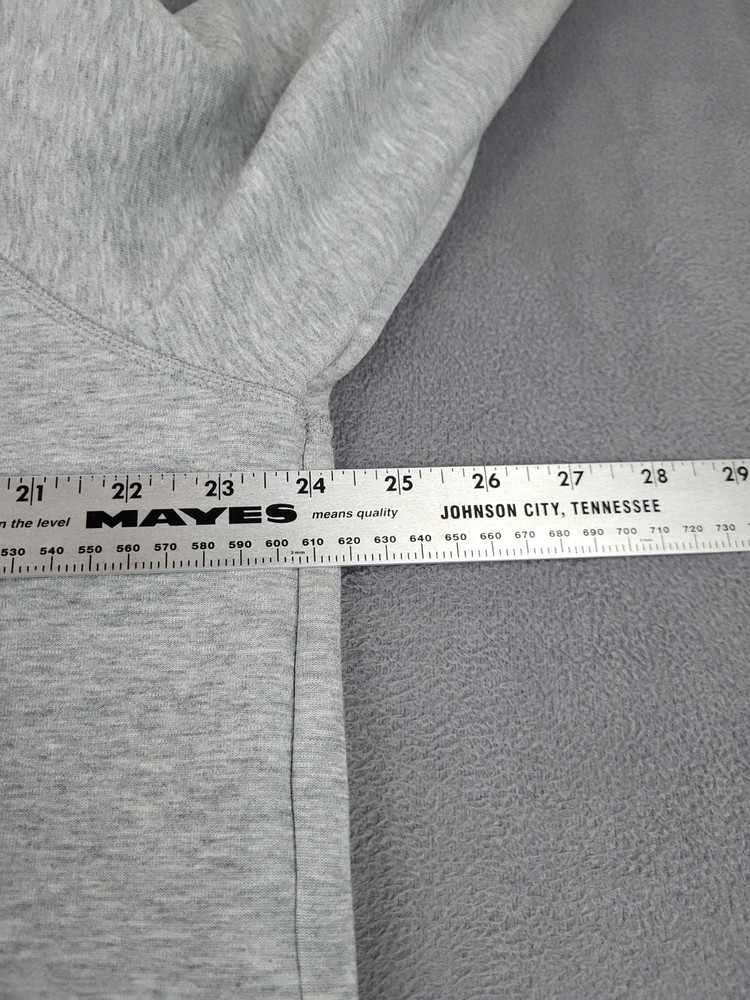 21 22 23 24 25 26 27 28 29
n the level MAYES means quality JOHNSON CITY, TENNESSEE
530 540 550 560 570 580 590 600 610 620 630 640 650 660 670 680 690 700 710 720 730